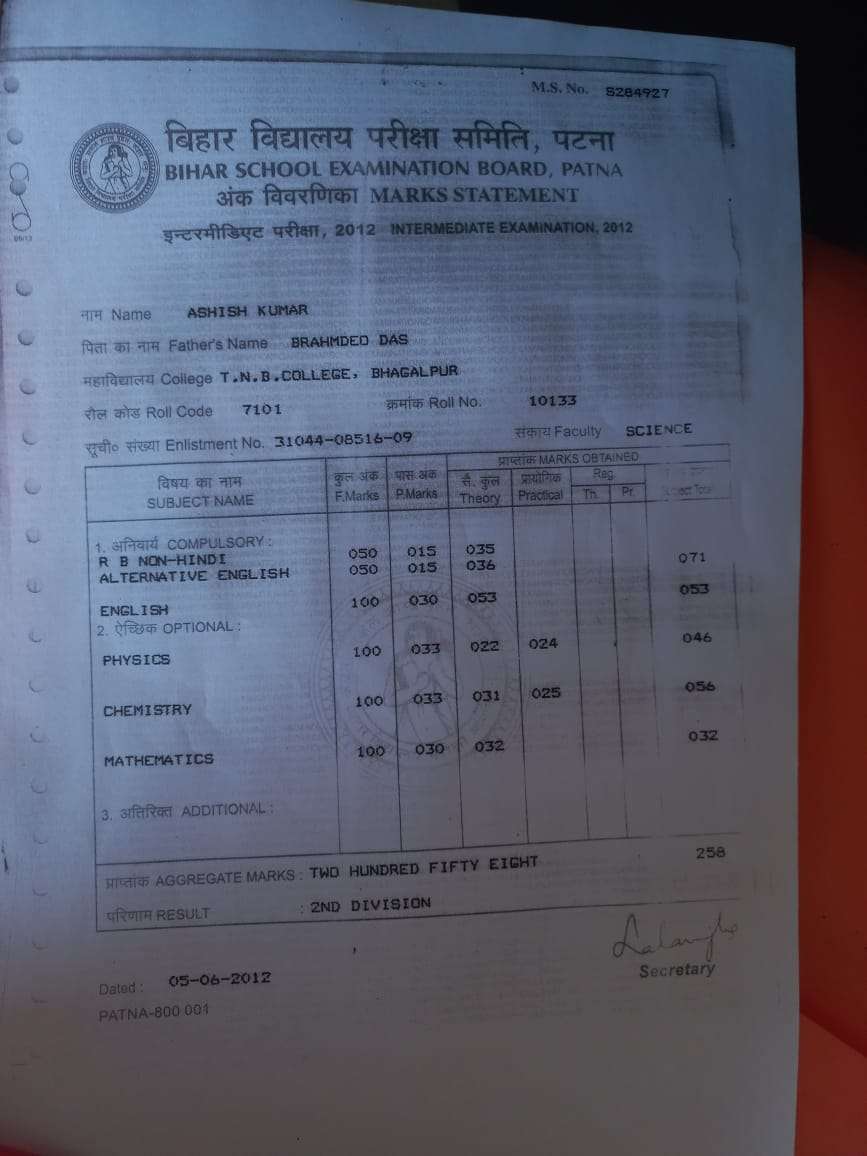 M.S. No. S284927
बिहार विद्यालय परीक्षा समिति, पटना
BIHAR SCHOOL EXAMINATION BOARD, PATNA
अंक विवरणिका MARKS STATEMENT
इन्टरमीडिएट परीक्षा, 2012 INTERMEDIATE EXAMINATION, 2012
नाम Name ASHISH KUMAR
पिता का नाम Father's Name BRAHMDEO DAS
महाविद्यालय College T.N.B.COLLEGE, BHAGALPUR
रौल कोड Roll Code 7101 क्रमांक Roll No. 10133
सूची० संख्या Enlistment No. 31044-08516-09 संकाय Faculty SCIENCE
विषय का नाम कुल अंक पास अंक प्राप्तांक MARKS OBTAINED
SUBJECT NAME F.Marks P.Marks सै. कुल Theory प्रायोगिक Practical Reg. Th. Pr. Subject Total
1. अनिवार्य COMPULSORY :
R B NON-HINDI 050 015 035
ALTERNATIVE ENGLISH 050 015 036 071
ENGLISH 100 030 053 053
2. ऐच्छिक OPTIONAL :
PHYSICS 100 033 022 024 046
CHEMISTRY 100 033 031 025 056
MATHEMATICS 100 030 032 032
3. अतिरिक्त ADDITIONAL :
प्राप्तांक AGGREGATE MARKS : TWO HUNDRED FIFTY EIGHT 258
परिणाम RESULT : 2ND DIVISION
Secretary
Dated : 05-06-2012
PATNA-800 001